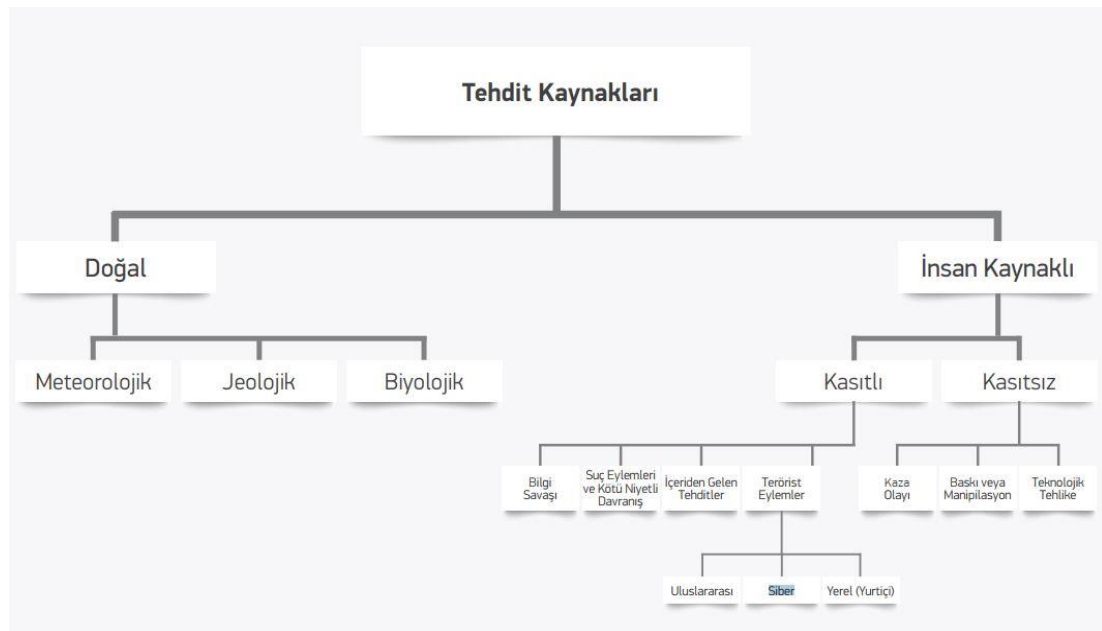 Tehdit Kaynakları
Doğal
İnsan Kaynaklı
Meteorolojik
Jeolojik
Biyolojik
Kasıtlı
Kasıtsız
Bilgi
Savaşı
Suç Eylemleri
ve Kötü Niyetli
Davranış
İçeriden Gelen
Tehditler
Terörist
Eylemler
Kaza
Olayı
Baskı veya
Manipilasyon
Teknolojik
Tehlike
Uluslararası
Siber
Yerel (Yurtiçi)